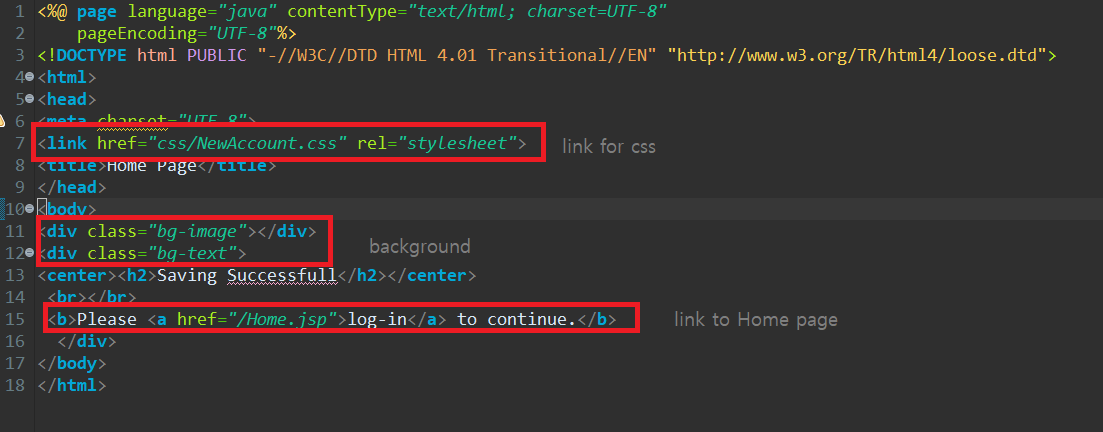 1 <%@ page language="java" contentType="text/html; charset=UTF-8"
2 pageEncoding="UTF-8"%>
3 <!DOCTYPE html PUBLIC "-//W3C//DTD HTML 4.01 Transitional//EN" "http://www.w3.org/TR/html4/loose.dtd">
4 <html>
5 <head>
6 <meta charset="UTF-8">
7 <link href="css/NewAccount.css" rel="stylesheet"> link for css
8 <title>Home Page</title>
9 </head>
10 <body>
11 <div class="bg-image"></div>
background
12 <div class="bg-text">
13 <center><h2>Saving Successfull</h2></center>
14 <br></br>
15 <b>Please <a href="/Home.jsp">log-in</a> to continue.</b> link to Home page
16 </div>
17 </body>
18 </html>